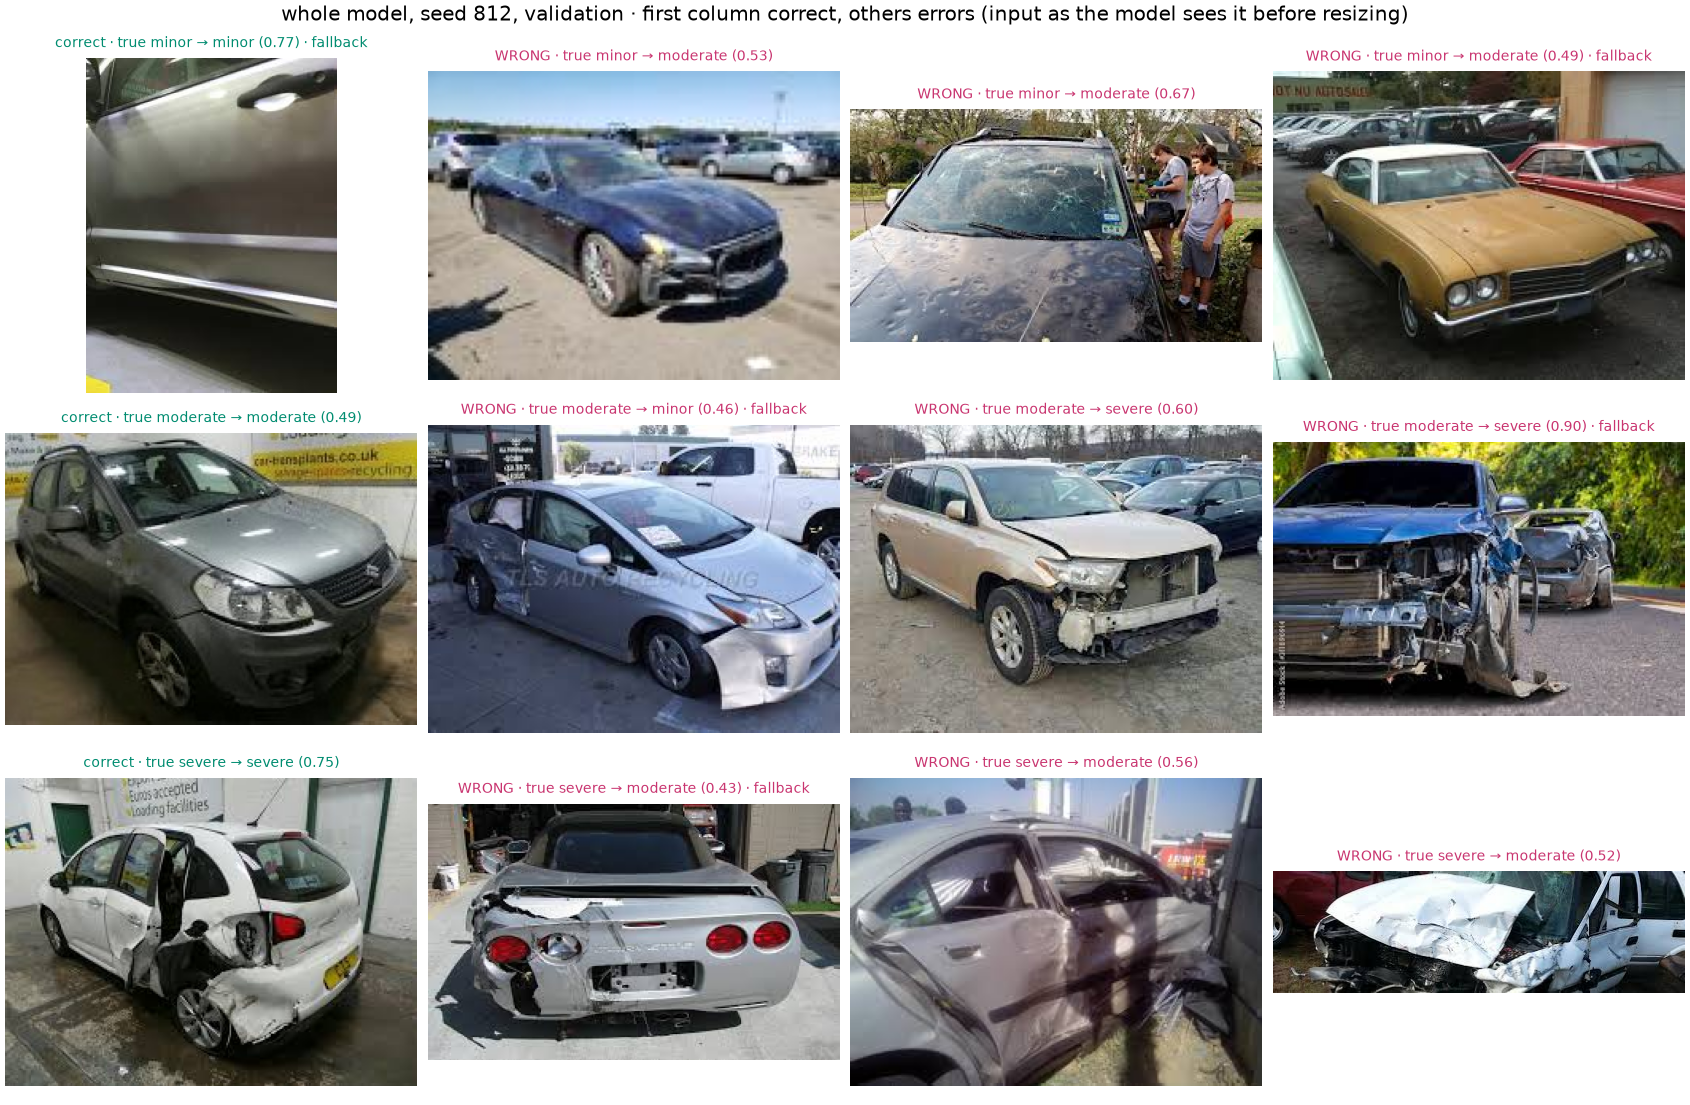 whole model, seed 812, validation · first column correct, others errors (input as the model sees it before resizing)
correct · true minor → minor (0.77) · fallback
WRONG · true minor → moderate (0.53)
WRONG · true minor → moderate (0.67)
WRONG · true minor → moderate (0.49) · fallback
NU AUTOSALES
correct · true moderate → moderate (0.49)
WRONG · true moderate → minor (0.46) · fallback
WRONG · true moderate → severe (0.60)
WRONG · true moderate → severe (0.90) · fallback
car-transplants.co.uk
salvage-spares-recycling
TLS AUTO RECYCLING
Adobe Stock
correct · true severe → severe (0.75)
WRONG · true severe → moderate (0.43) · fallback
WRONG · true severe → moderate (0.56)
WRONG · true severe → moderate (0.52)
Euros accepted
Loading facilities